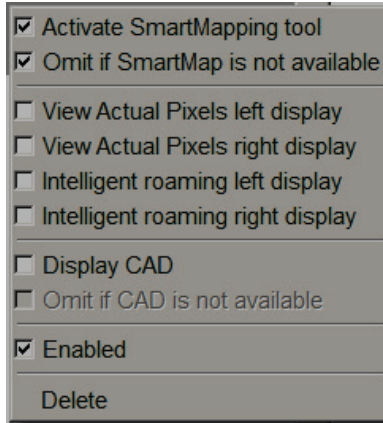 Activate SmartMapping tool
Omit if SmartMap is not available
View Actual Pixels left display
View Actual Pixels right display
Intelligent roaming left display
Intelligent roaming right display
Display CAD
Omit if CAD is not available
Enabled
Delete